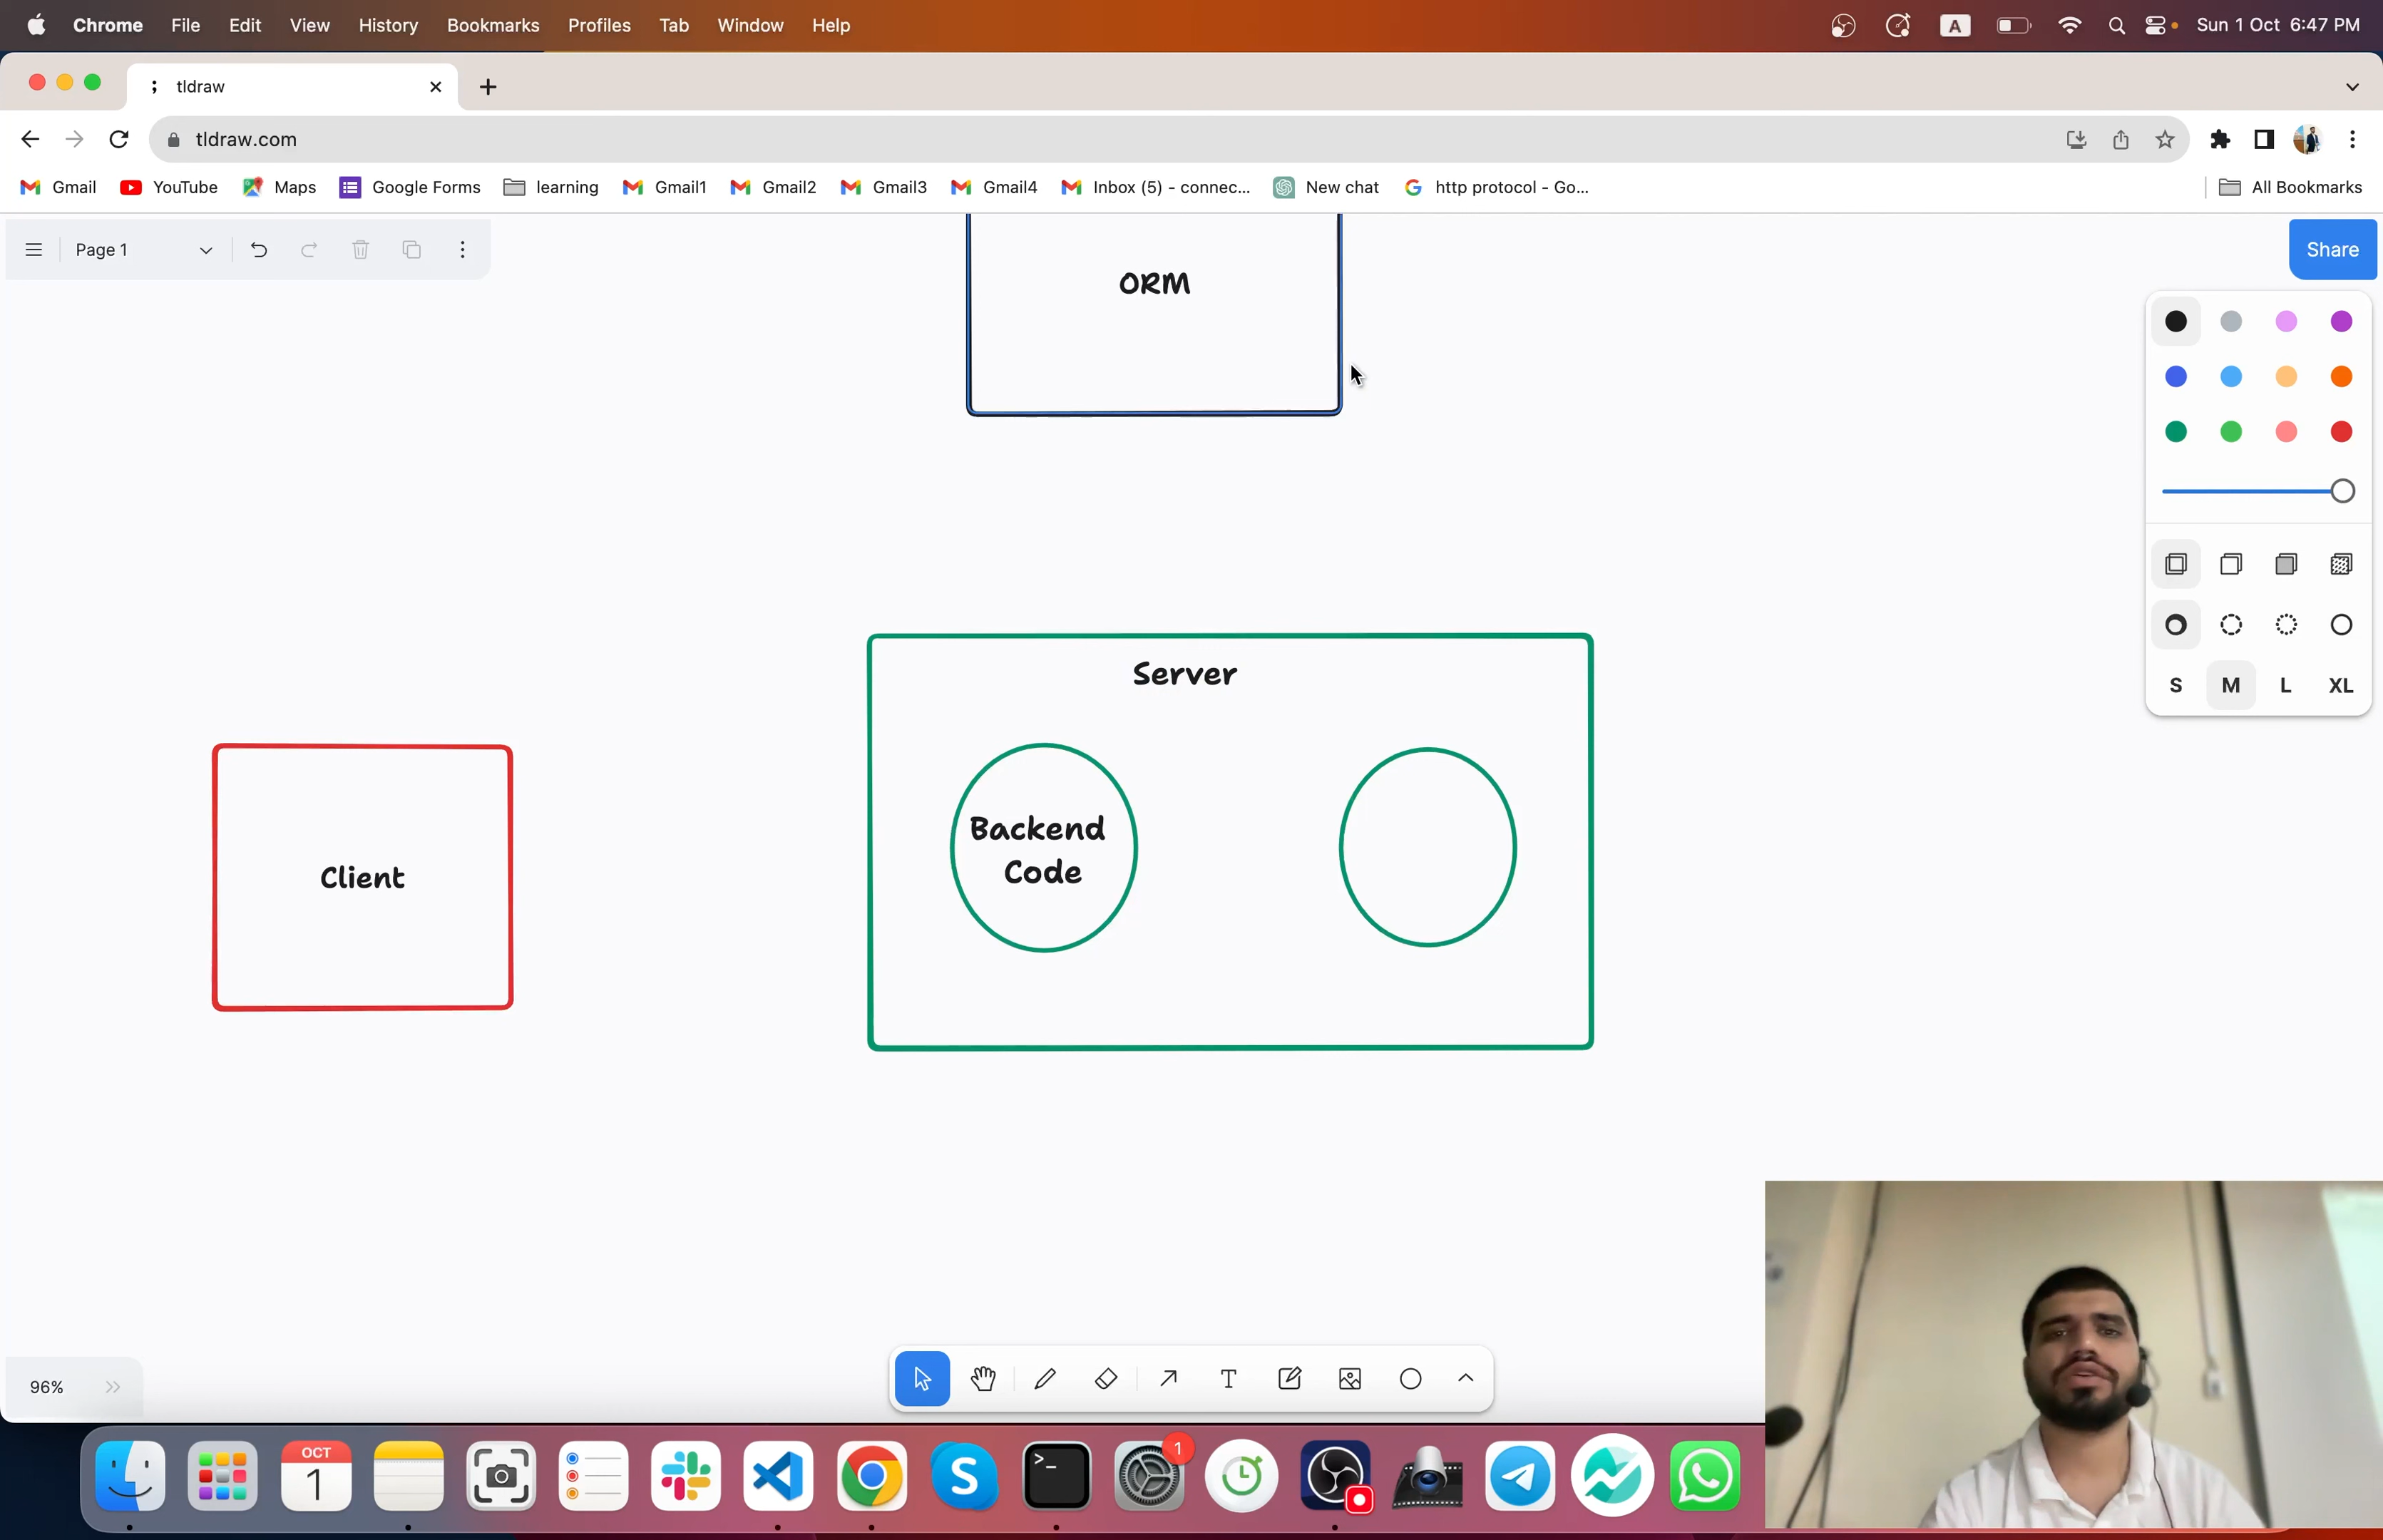 Chrome File Edit View History Bookmarks Profiles Tab Window Help A Sun 1 Oct 6:47 PM
tldraw
tldraw.com
Gmail YouTube Maps Google Forms learning Gmail1 Gmail2 Gmail3 Gmail4 Inbox (5) - connec... New chat http protocol - Go... All Bookmarks
Page 1
Share
ORM
Server
S M L XL
Backend
Code
Client
96%
T
OCT
1
S
>_
1